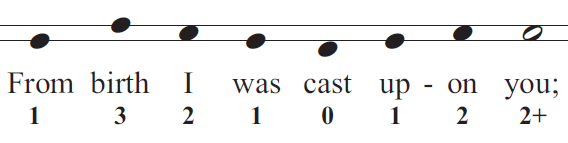 From birth I was cast up - on you;
1 3 2 1 0 1 2 2+